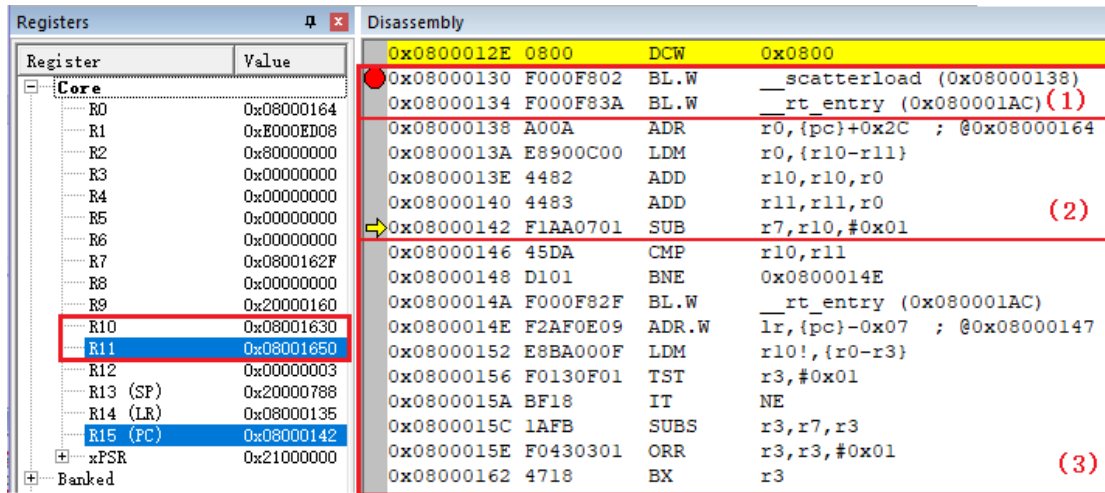 Registers
Register Value
Core
R0 0x08000164
R1 0xE000ED08
R2 0x80000000
R3 0x00000000
R4 0x00000000
R5 0x00000000
R6 0x00000000
R7 0x0800162F
R8 0x00000000
R9 0x20000160
R10 0x08001630
R11 0x08001650
R12 0x00000003
R13 (SP) 0x20000788
R14 (LR) 0x08000135
R15 (PC) 0x08000142
xPSR 0x21000000
Banked
Disassembly
0x0800012E 0800 DCW 0x0800
0x08000130 F000F802 BL.W __scatterload (0x08000138)
0x08000134 F000F83A BL.W __rt_entry (0x080001AC) (1)
0x08000138 A00A ADR r0,{pc}+0x2C ; @0x08000164
0x0800013A E8900C00 LDM r0,{r10-r11}
0x0800013E 4482 ADD r10,r10,r0
0x08000140 4483 ADD r11,r11,r0
(2)
0x08000142 F1AA0701 SUB r7,r10,#0x01
0x08000146 45DA CMP r10,r11
0x08000148 D101 BNE 0x0800014E
0x0800014A F000F82F BL.W __rt_entry (0x080001AC)
0x0800014E F2AF0E09 ADR.W lr,{pc}-0x07 ; @0x08000147
0x08000152 E8BA000F LDM r10!,{r0-r3}
0x08000156 F0130F01 TST r3,#0x01
0x0800015A BF18 IT NE
0x0800015C 1AFB SUBS r3,r7,r3
0x0800015E F0430301 ORR r3,r3,#0x01
(3)
0x08000162 4718 BX r3